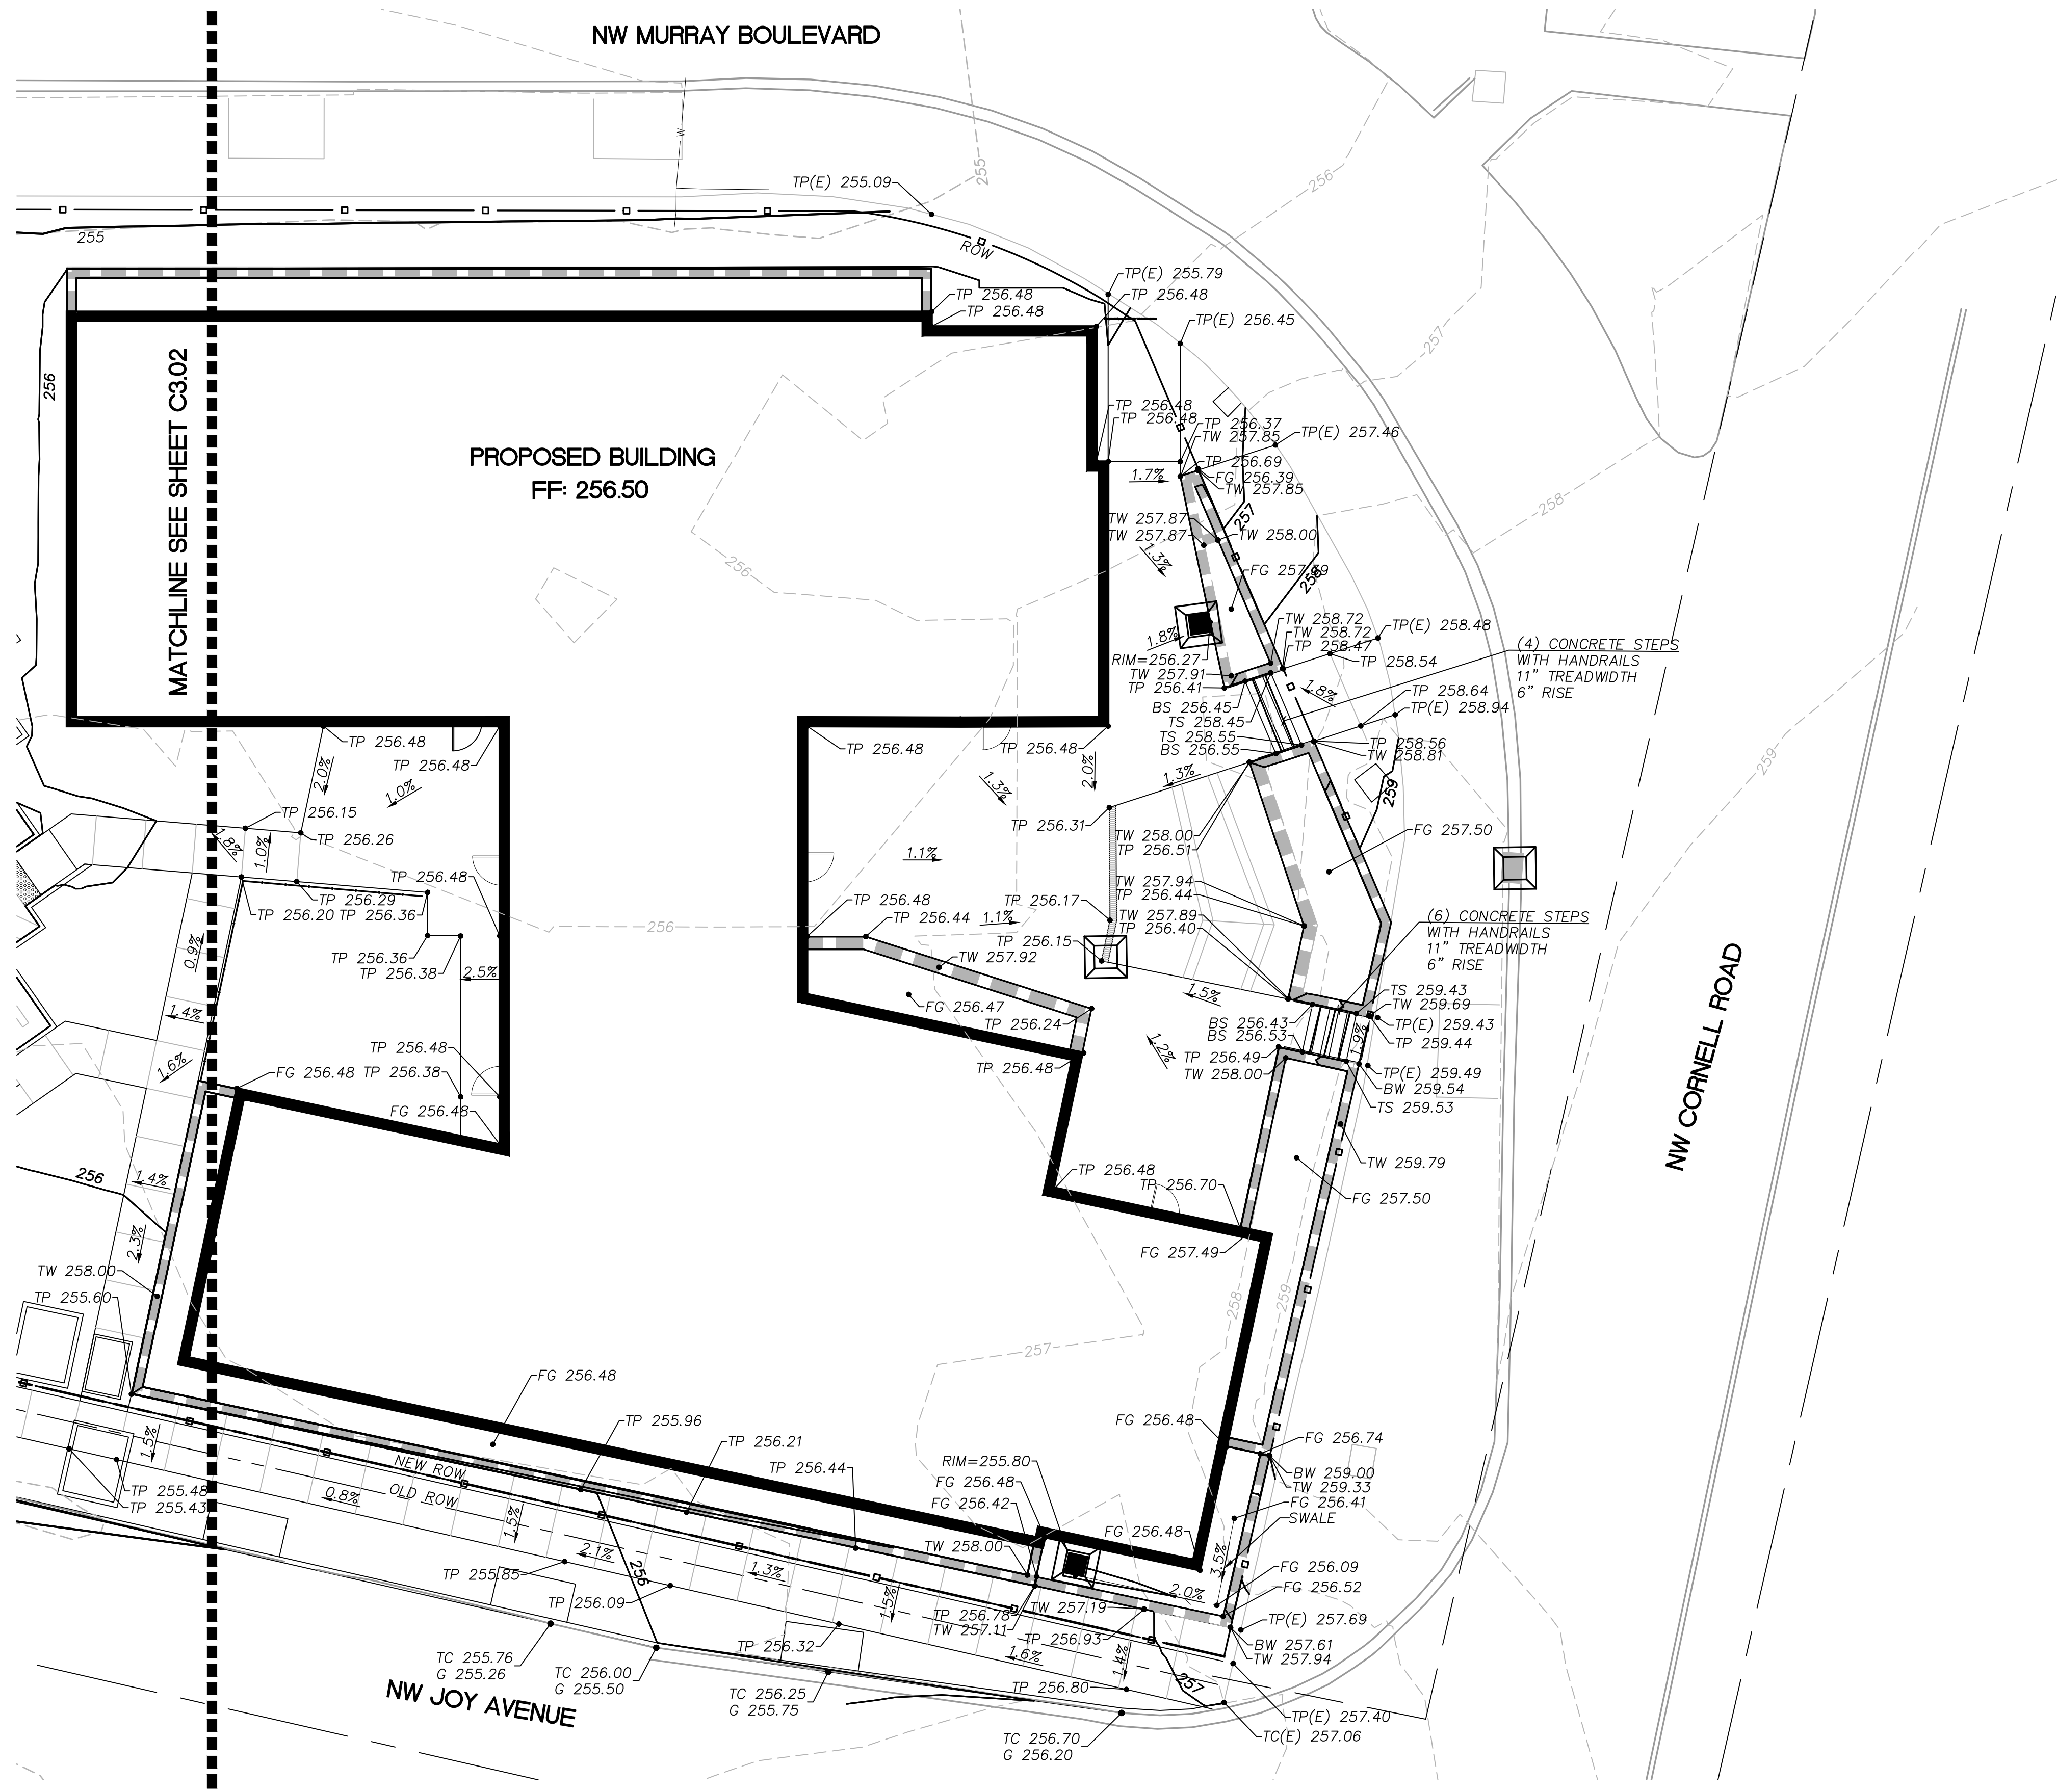 NW MURRAY BOULEVARD
W
255
TP(E) 255.09
ROW
255
256
TP(E) 255.79
TP 256.48
TP 256.48
TP 256.48
TP(E) 256.45
257
256
MATCHLINE SEE SHEET C3.02
PROPOSED BUILDING
FF: 256.50
TP 256.48
TP 256.48
TP 256.37
TW 257.85
TP(E) 257.46
TP 256.69
FG 256.39
TW 257.85
1.7%
258
257
TW 257.87
TW 257.87
TW 258.00
1.3%
256
FG 257.39
258
1.8%
TW 258.72
TW 258.72
TP 258.47
TP(E) 258.48
TP 258.54
RIM=256.27
TW 257.91
TP 256.41
(4) CONCRETE STEPS
WITH HANDRAILS
11" TREADWIDTH
6" RISE
1.8%
TP 258.64
TP(E) 258.94
BS 256.45
TS 258.45
TS 258.55
BS 256.55
TP 258.56
TW 258.81
TP 256.48
TP 256.48
TP 256.48
TP 256.48
2.0%
1.0%
1.3%
2.0%
1.3%
259
259
TP 256.15
TP 256.26
1.8%
1.0%
TP 256.31
TW 258.00
TP 256.51
FG 257.50
1.1%
TP 256.48
TP 256.29
TP 256.20
TP 256.36
TP 256.48
TP 256.44
TW 257.94
TP 256.44
TP 256.17
TW 257.89
TP 256.40
1.1%
256
(6) CONCRETE STEPS
WITH HANDRAILS
11" TREADWIDTH
6" RISE
0.9%
TP 256.36
TP 256.38
2.5%
TP 256.15
TW 257.92
FG 256.47
1.5%
TS 259.43
TW 259.69
TP(E) 259.43
TP 259.44
1.4%
TP 256.24
BS 256.43
BS 256.53
1.9%
TP 256.49
TW 258.00
1.2%
TP 256.48
1.6%
FG 256.48
TP 256.38
TP 256.48
TP(E) 259.49
BW 259.54
TS 259.53
FG 256.48
NW CORNELL ROAD
256
1.4%
TP 256.48
TP 256.70
TW 259.79
FG 257.50
2.3%
FG 257.49
TW 258.00
TP 255.60
258
259
257
FG 256.48
TP 255.96
TP 256.21
TP 256.44
FG 256.48
FG 256.74
1.5%
NEW ROW
OLD ROW
0.8%
1.5%
RIM=255.80
FG 256.48
FG 256.42
BW 259.00
TW 259.33
FG 256.41
SWALE
TP 255.48
TP 255.43
FG 256.48
TW 258.00
3.5%
2.1%
1.3%
256
TP 255.85
TP 256.09
1.5%
2.0%
FG 256.09
FG 256.52
TP 256.78
TW 257.11
TW 257.19
TP(E) 257.69
TP 256.32
TP 256.93
BW 257.61
TW 257.94
1.6%
1.4%
TC 255.76
G 255.26
TC 256.00
G 255.50
TP 256.80
257
TC 256.25
G 255.75
NW JOY AVENUE
TP(E) 257.40
TC(E) 257.06
TC 256.70
G 256.20